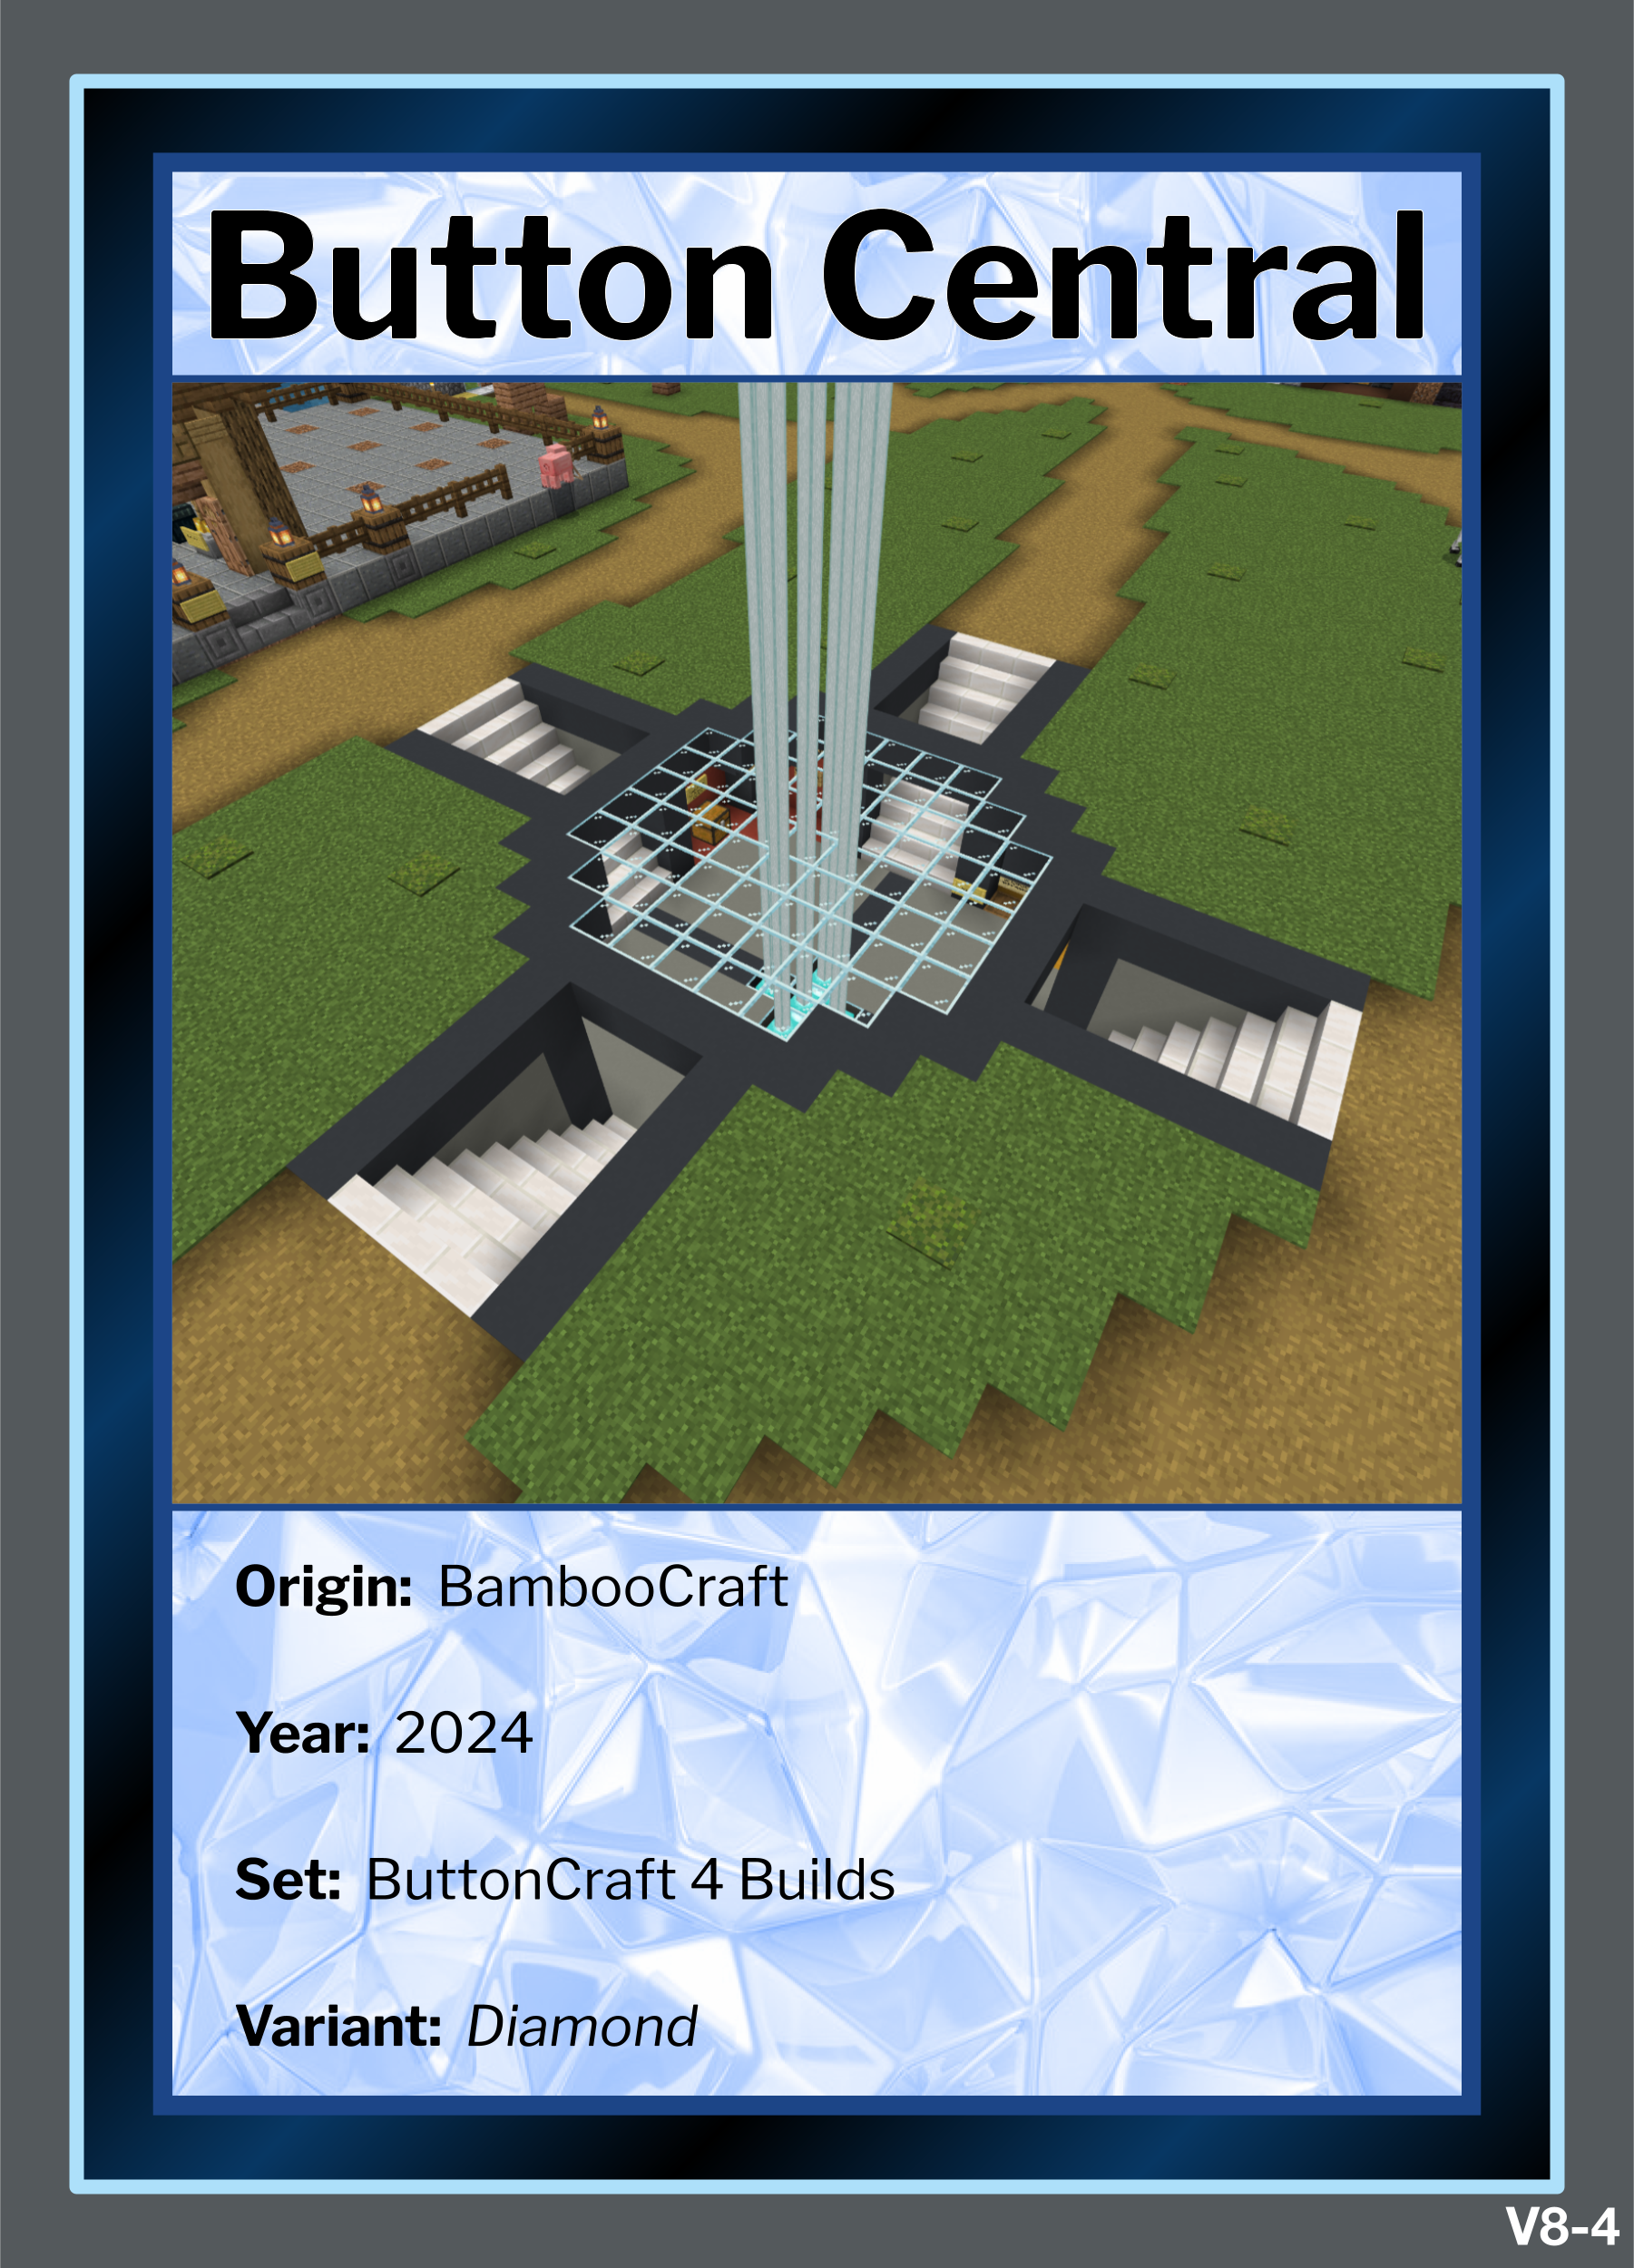 Button Central
Origin: BambooCraft
Year: 2024
Set: ButtonCraft 4 Builds
Variant: Diamond
V8-4